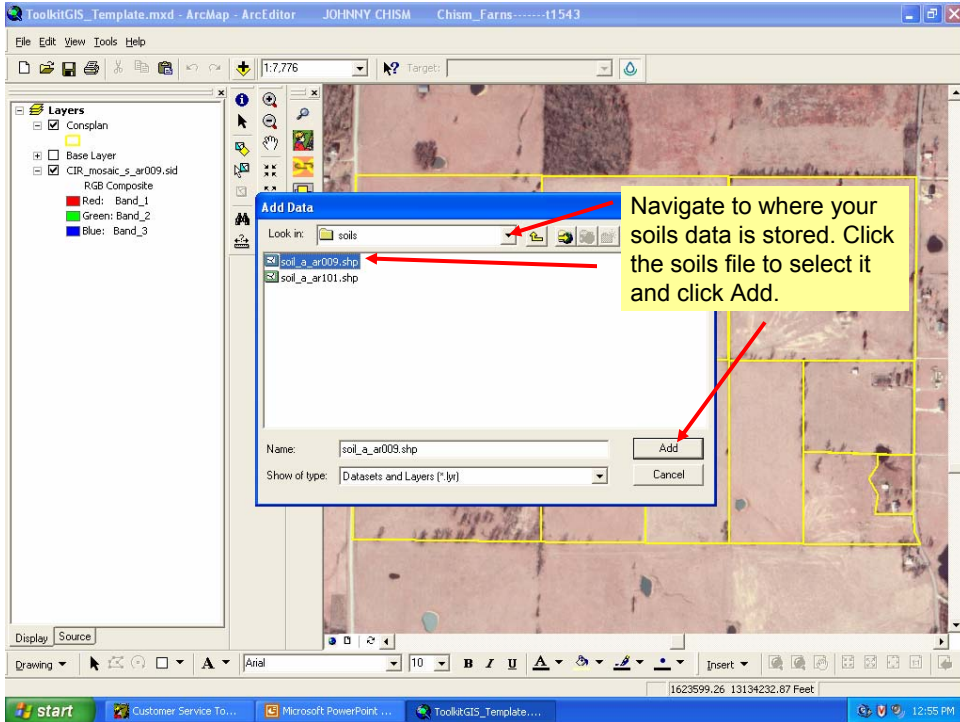 ToolkitGIS_Template.mxd - ArcMap - ArcEditor JOHNNY CHISM Chism_Farns-------t1543
File Edit View Tools Help
1:7,776 Target:
Layers
Consplan
Base Layer
CIR_mosaic_s_ar009.sid
RGB Composite
Red: Band_1
Green: Band_2
Blue: Band_3
Add Data
Look in: soils
soil_a_ar009.shp
soil_a_ar101.shp
Name: soil_a_ar009.shp
Show of type: Datasets and Layers (*.lyr)
Add
Cancel
Navigate to where your
soils data is stored. Click
the soils file to select it
and click Add.
Display Source
Drawing A Arial 10 B I U A Insert
1623599.26 13134232.87 Feet
start Customer Service To... Microsoft PowerPoint ... ToolkitGIS_Template.... 12:55 PM